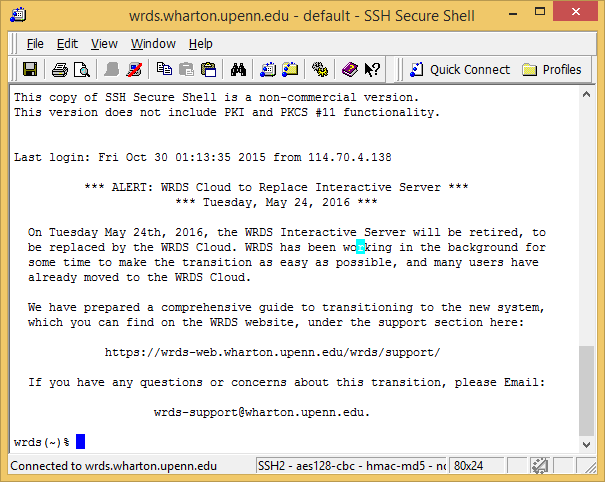 wrds.wharton.upenn.edu - default - SSH Secure Shell
File Edit View Window Help
Quick Connect Profiles
This copy of SSH Secure Shell is a non-commercial version.
This version does not include PKI and PKCS #11 functionality.
Last login: Fri Oct 30 01:13:35 2015 from 114.70.4.138
*** ALERT: WRDS Cloud to Replace Interactive Server ***
*** Tuesday, May 24, 2016 ***
On Tuesday May 24th, 2016, the WRDS Interactive Server will be retired, to
be replaced by the WRDS Cloud. WRDS has been working in the background for
some time to make the transition as easy as possible, and many users have
already moved to the WRDS Cloud.
We have prepared a comprehensive guide to transitioning to the new system,
which you can find on the WRDS website, under the support section here:
https://wrds-web.wharton.upenn.edu/wrds/support/
If you have any questions or concerns about this transition, please Email:
wrds-support@wharton.upenn.edu.
wrds(~)%
Connected to wrds.wharton.upenn.edu SSH2 - aes128-cbc - hmac-md5 - 80x24